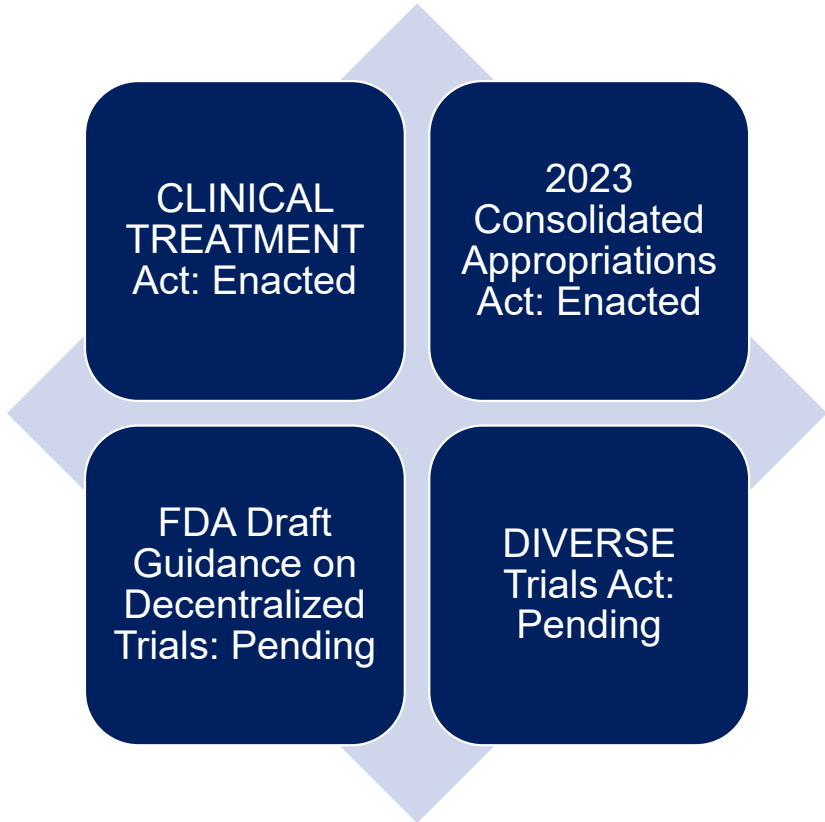 CLINICAL
TREATMENT
Act: Enacted
2023
Consolidated
Appropriations
Act: Enacted
FDA Draft
Guidance on
Decentralized
Trials: Pending
DIVERSE
Trials Act:
Pending